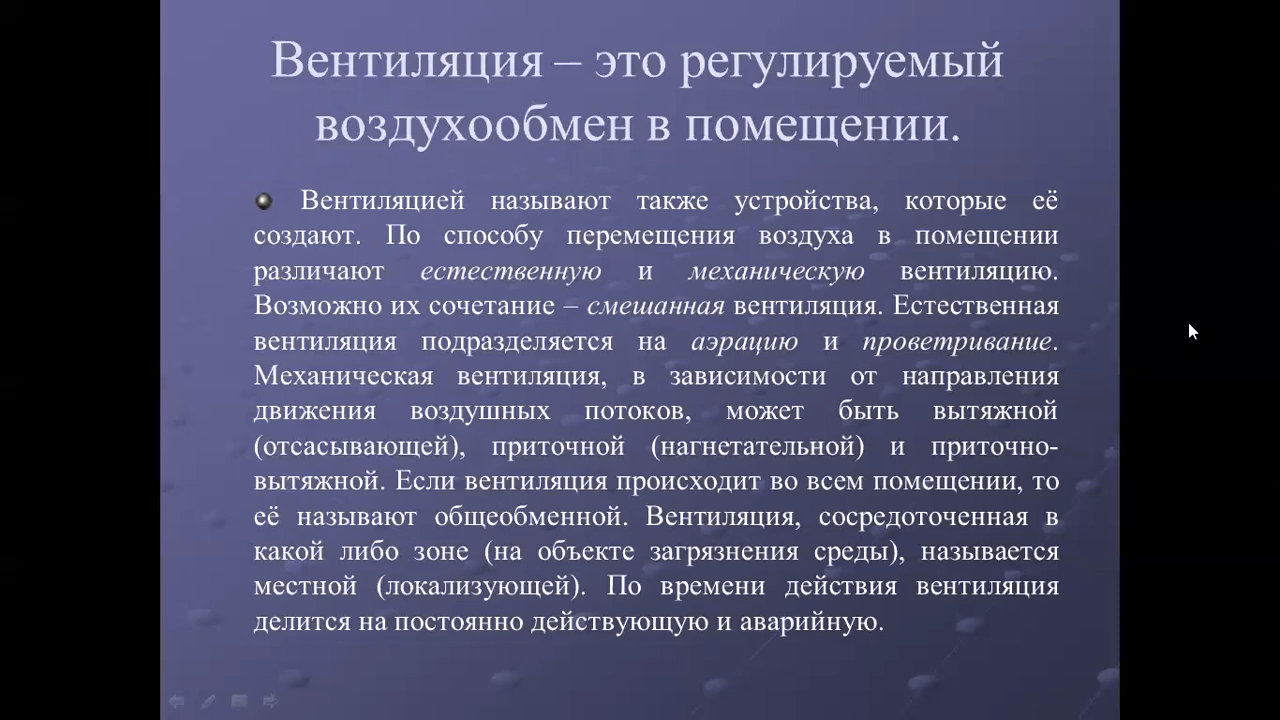 Вентиляция – это регулируемый
воздухообмен в помещении.
Вентиляцией называют также устройства, которые её
создают. По способу перемещения воздуха в помещении
различают естественную и механическую вентиляцию.
Возможно их сочетание – смешанная вентиляция. Естественная
вентиляция подразделяется на аэрацию и проветривание.
Механическая вентиляция, в зависимости от направления
движения воздушных потоков, может быть вытяжной
(отсасывающей), приточной (нагнетательной) и приточно-
вытяжной. Если вентиляция происходит во всем помещении, то
её называют общеобменной. Вентиляция, сосредоточенная в
какой либо зоне (на объекте загрязнения среды), называется
местной (локализующей). По времени действия вентиляция
делится на постоянно действующую и аварийную.